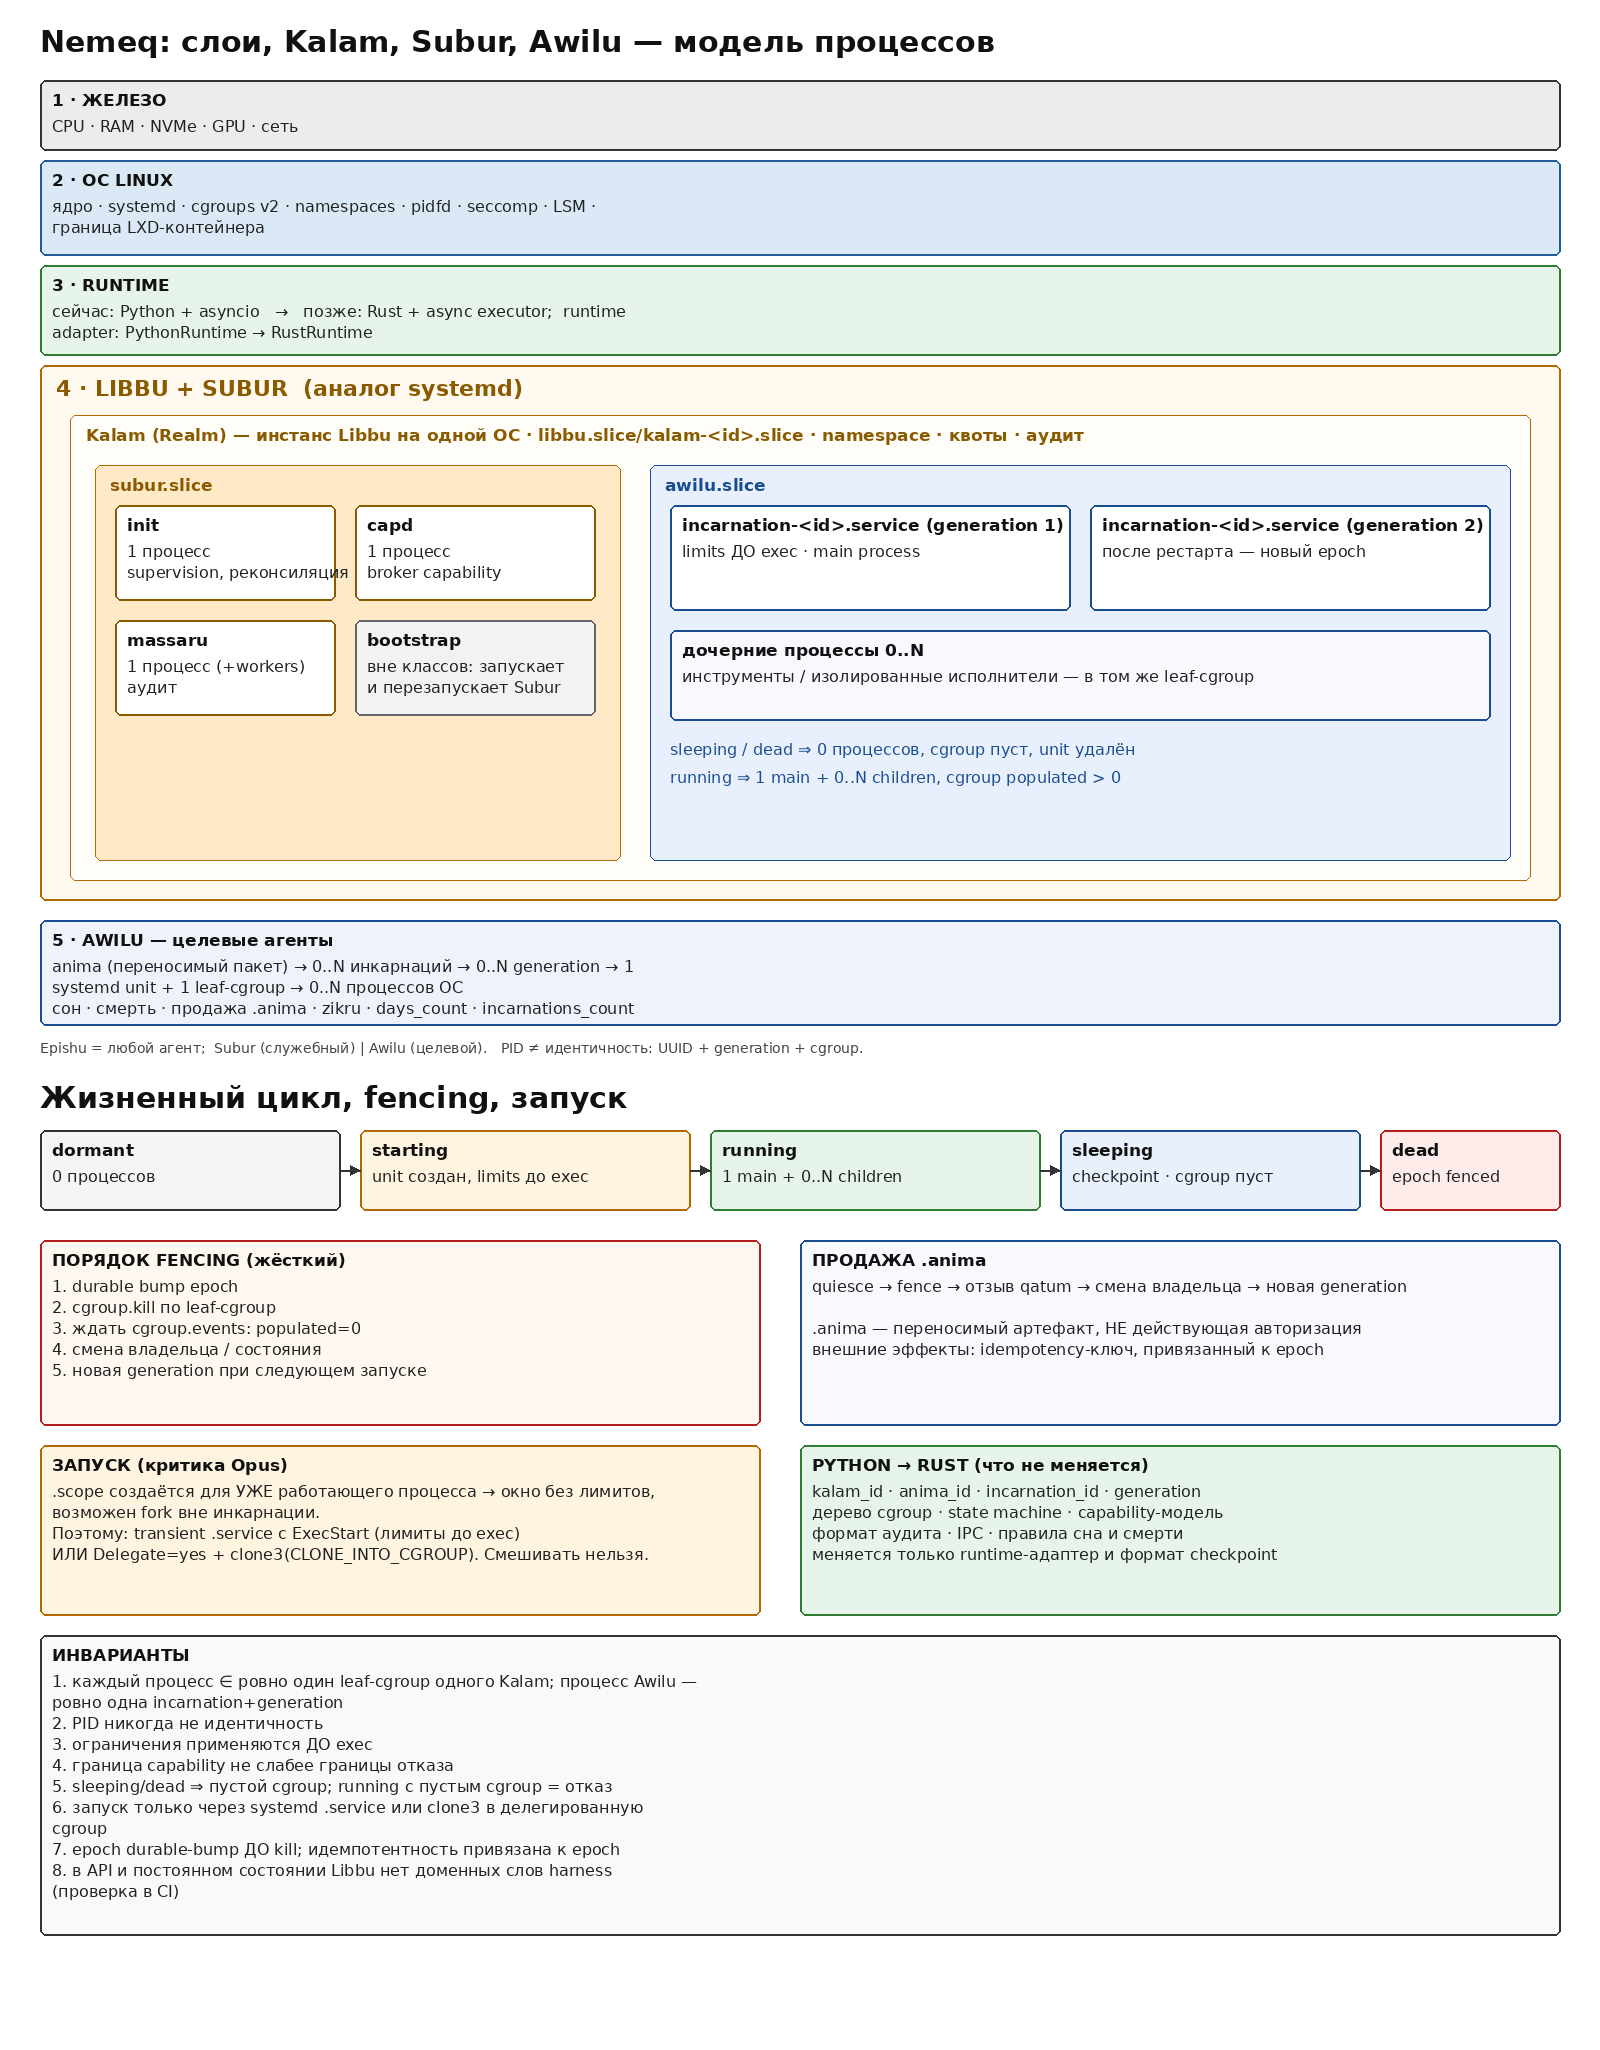 Nemeq: слои, Kalam, Subur, Awilu — модель процессов
1 · ЖЕЛЕЗО
CPU · RAM · NVMe · GPU · сеть
2 · ОС LINUX
ядро · systemd · cgroups v2 · namespaces · pidfd · seccomp · LSM ·
граница LXD-контейнера
3 · RUNTIME
сейчас: Python + asyncio → позже: Rust + async executor; runtime
adapter: PythonRuntime → RustRuntime
4 · LIBBU + SUBUR (аналог systemd)
Kalam (Realm) — инстанс Libbu на одной ОС · libbu.slice/kalam-<id>.slice · namespace · квоты · аудит
subur.slice
init
1 процесс
supervision, реконсиляция
capd
1 процесс
broker capability
massaru
1 процесс (+workers)
аудит
bootstrap
вне классов: запускает
и перезапускает Subur
awilu.slice
incarnation-<id>.service (generation 1)
limits ДО exec · main process
incarnation-<id>.service (generation 2)
после рестарта — новый epoch
дочерние процессы 0..N
инструменты / изолированные исполнители — в том же leaf-cgroup
sleeping / dead ⇒ 0 процессов, cgroup пуст, unit удалён
running ⇒ 1 main + 0..N children, cgroup populated > 0
5 · AWILU — целевые агенты
anima (переносимый пакет) → 0..N инкарнаций → 0..N generation → 1
systemd unit + 1 leaf-cgroup → 0..N процессов ОС
сон · смерть · продажа .anima · zikru · days_count · incarnations_count
Epishu = любой агент; Subur (служебный) | Awilu (целевой). PID ≠ идентичность: UUID + generation + cgroup.
Жизненный цикл, fencing, запуск
dormant
0 процессов
starting
unit создан, limits до exec
running
1 main + 0..N children
sleeping
checkpoint · cgroup пуст
dead
epoch fenced
ПОРЯДОК FENCING (жёсткий)
1. durable bump epoch
2. cgroup.kill по leaf-cgroup
3. ждать cgroup.events: populated=0
4. смена владельца / состояния
5. новая generation при следующем запуске
ПРОДАЖА .anima
quiesce → fence → отзыв qatum → смена владельца → новая generation
.anima — переносимый артефакт, НЕ действующая авторизация
внешние эффекты: idempotency-ключ, привязанный к epoch
ЗАПУСК (критика Opus)
.scope создаётся для УЖЕ работающего процесса → окно без лимитов,
возможен fork вне инкарнации.
Поэтому: transient .service с ExecStart (лимиты до exec)
ИЛИ Delegate=yes + clone3(CLONE_INTO_CGROUP). Смешивать нельзя.
PYTHON → RUST (что не меняется)
kalam_id · anima_id · incarnation_id · generation
дерево cgroup · state machine · capability-модель
формат аудита · IPC · правила сна и смерти
меняется только runtime-адаптер и формат checkpoint
ИНВАРИАНТЫ
1. каждый процесс ∈ ровно один leaf-cgroup одного Kalam; процесс Awilu —
ровно одна incarnation+generation
2. PID никогда не идентичность
3. ограничения применяются ДО exec
4. граница capability не слабее границы отказа
5. sleeping/dead ⇒ пустой cgroup; running с пустым cgroup = отказ
6. запуск только через systemd .service или clone3 в делегированную
cgroup
7. epoch durable-bump ДО kill; идемпотентность привязана к epoch
8. в API и постоянном состоянии Libbu нет доменных слов harness
(проверка в CI)